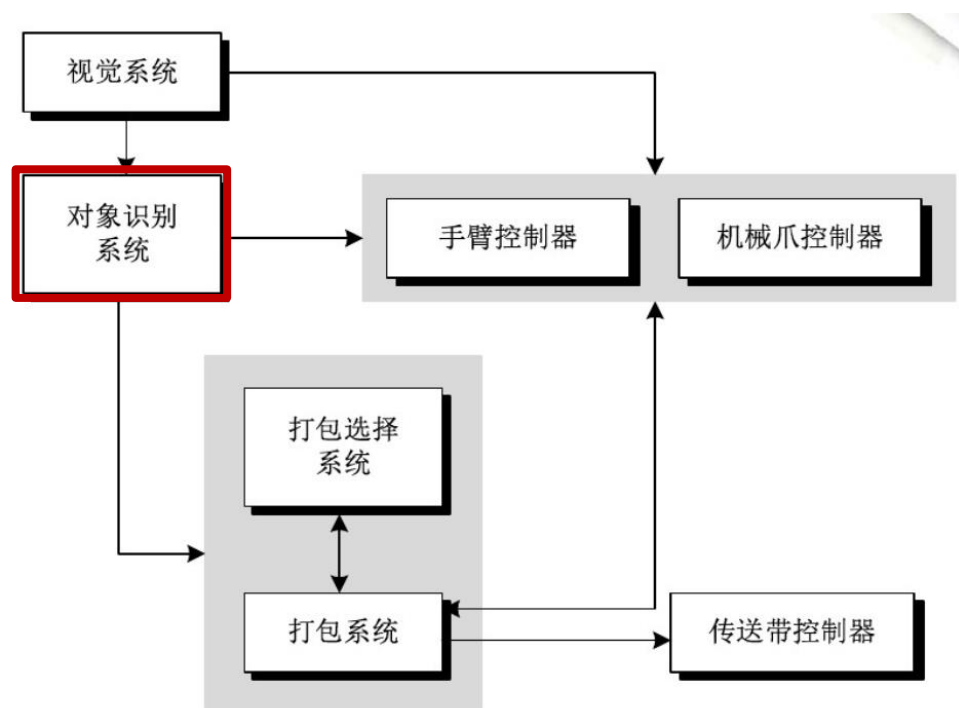 视觉系统
对象识别
系统
手臂控制器
机械爪控制器
打包选择
系统
打包系统
传送带控制器